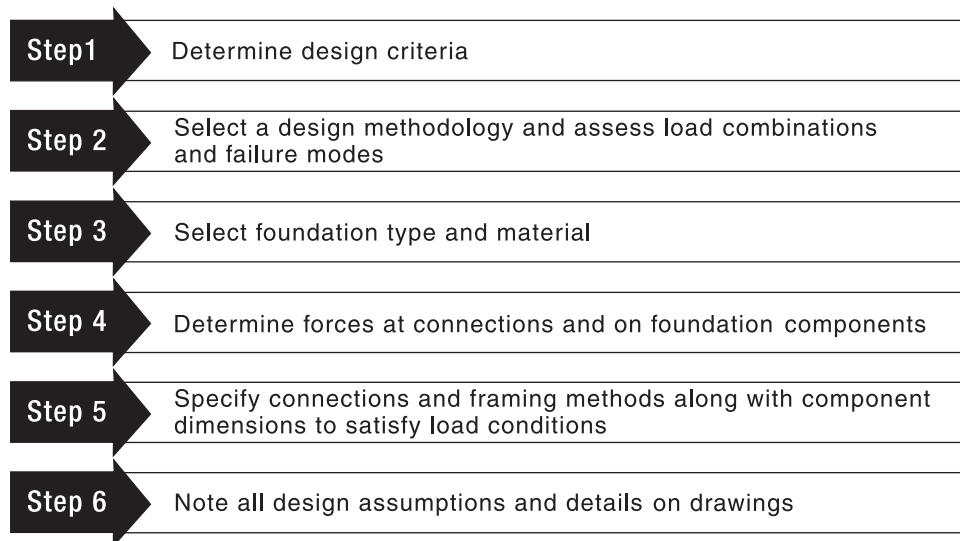 Step1
Determine design criteria
Step 2
Select a design methodology and assess load combinations
and failure modes
Step 3
Select foundation type and material
Step 4
Determine forces at connections and on foundation components
Step 5
Specify connections and framing methods along with component
dimensions to satisfy load conditions
Step 6
Note all design assumptions and details on drawings